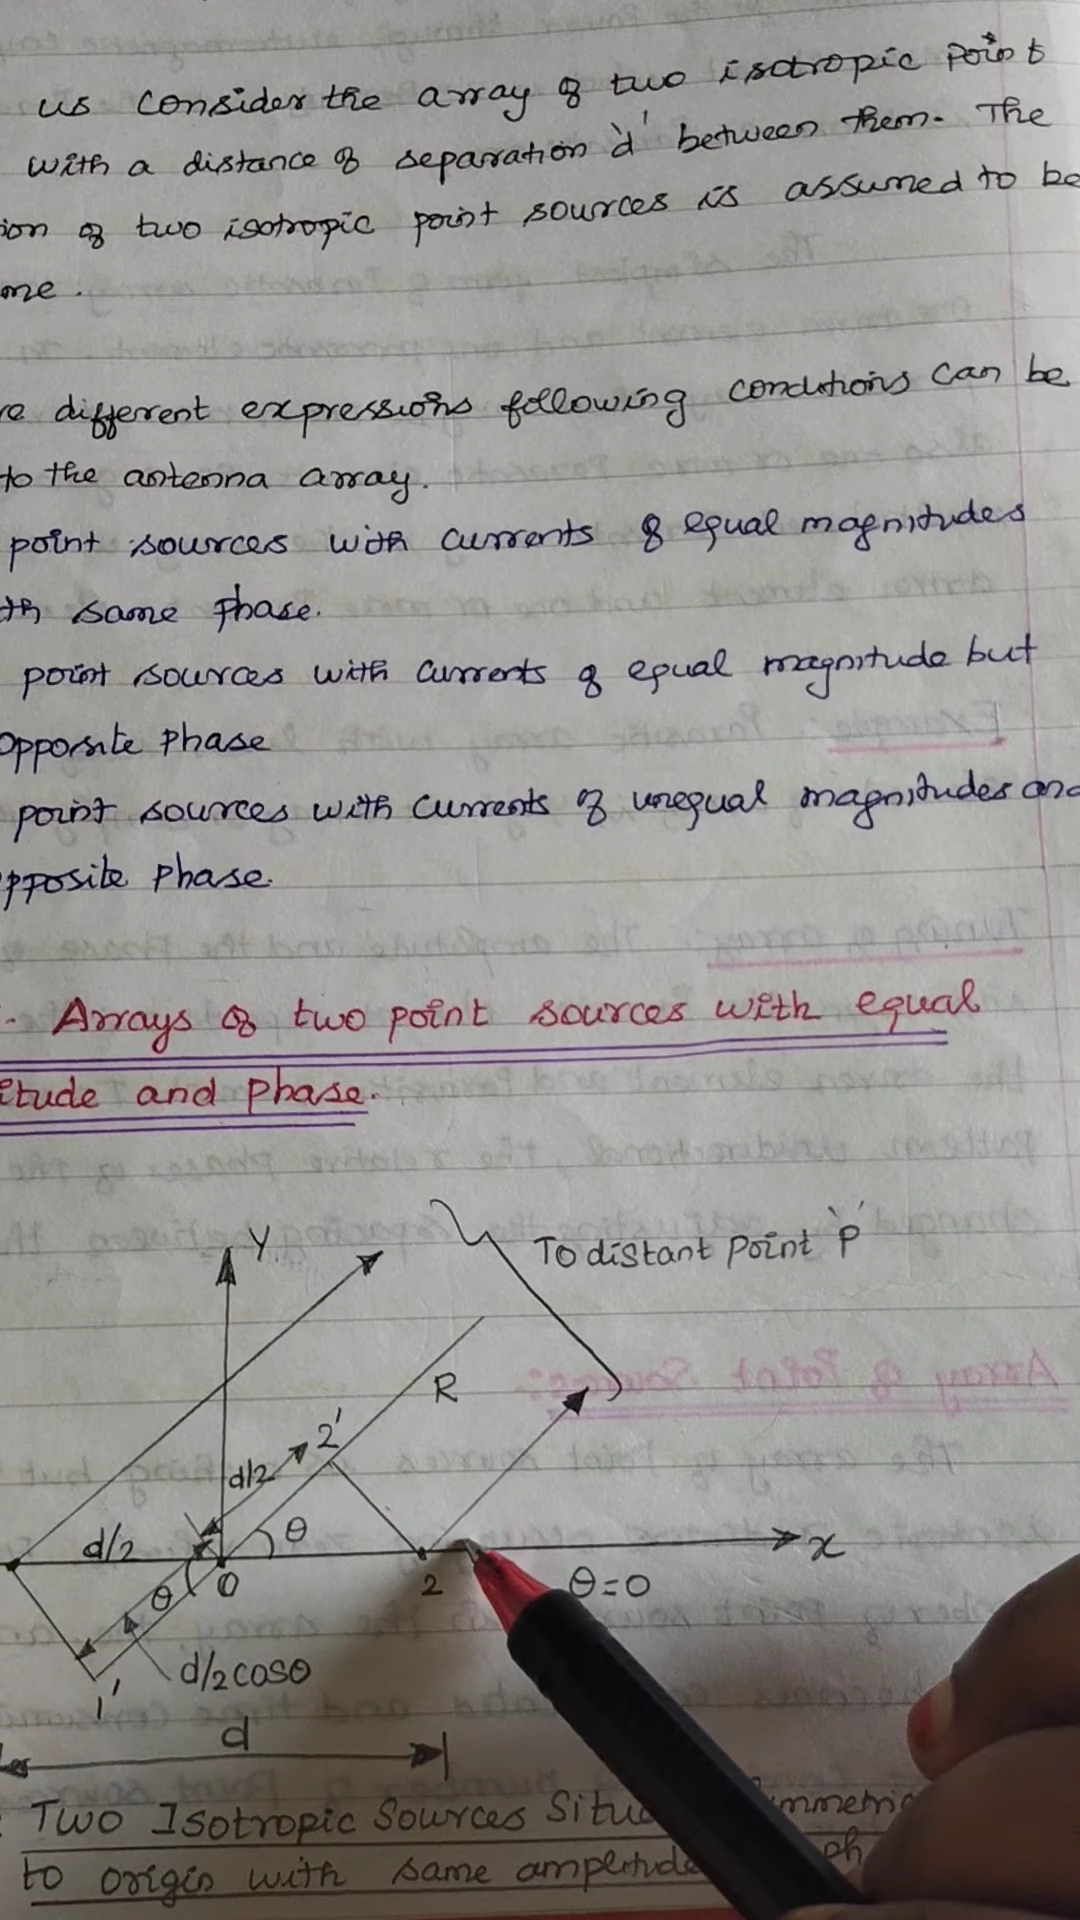 us consider the array of two isotropic point
with a distance of separation 'd' between them. The
ion of two isotropic point sources is assumed to be
me.
re different expressions following conditions can be
to the antenna array.
point sources with currents of equal magnitudes
th same phase.
point sources with currents of equal magnitude but
opposite phase
point sources with currents of unequal magnitudes and
pposite phase.
. Arrays of two point sources with equal
itude and phase.
Y
To distant point 'P'
R
2'
d/2
d/2
θ
x
θ
0
2
θ=0
d/2 cosθ
1'
d
: Two Isotropic Sources Situ mmetric
to origin with same amplitude ph